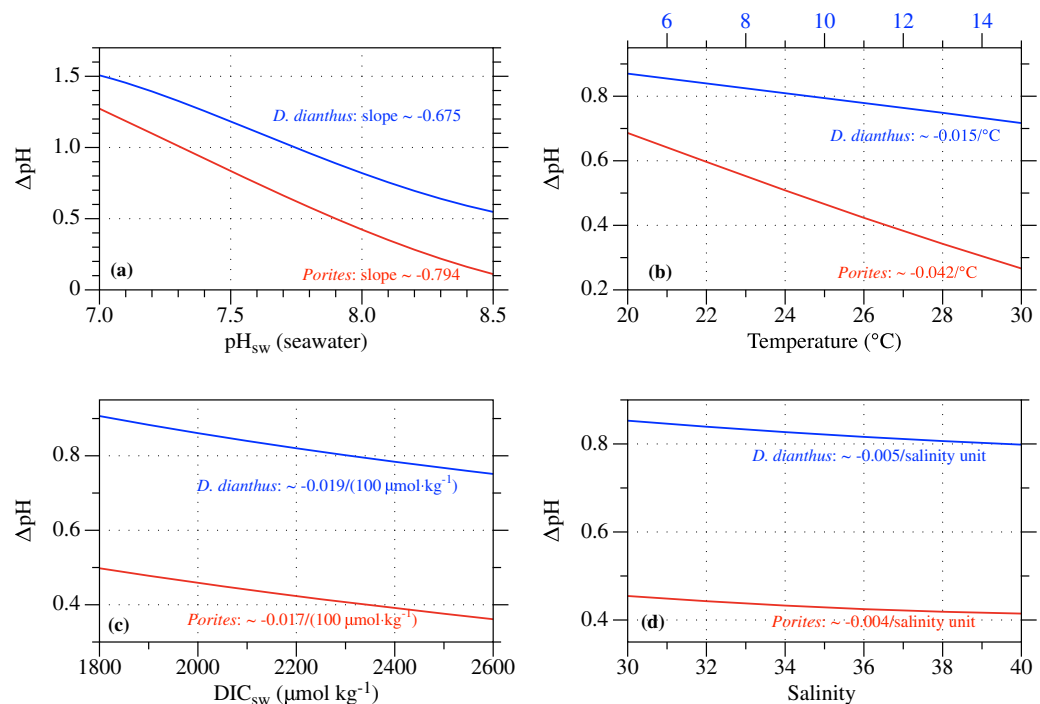 6 8 10 12 14
ΔpH
1.5
1.0
0.5
0
D. dianthus: slope ~ -0.675
(a)
Porites: slope ~ -0.794
7.0 7.5 8.0 8.5
pHsw (seawater)
ΔpH
0.8
0.6
0.4
0.2
D. dianthus: ~ -0.015/°C
(b)
Porites: ~ -0.042/°C
20 22 24 26 28 30
Temperature (°C)
ΔpH
0.8
0.6
0.4
D. dianthus: ~ -0.019/(100 μmol·kg-1)
(c)
Porites: ~ -0.017/(100 μmol·kg-1)
1800 2000 2200 2400 2600
DICsw (μmol kg-1)
ΔpH
0.8
0.6
0.4
D. dianthus: ~ -0.005/salinity unit
(d)
Porites: ~ -0.004/salinity unit
30 32 34 36 38 40
Salinity